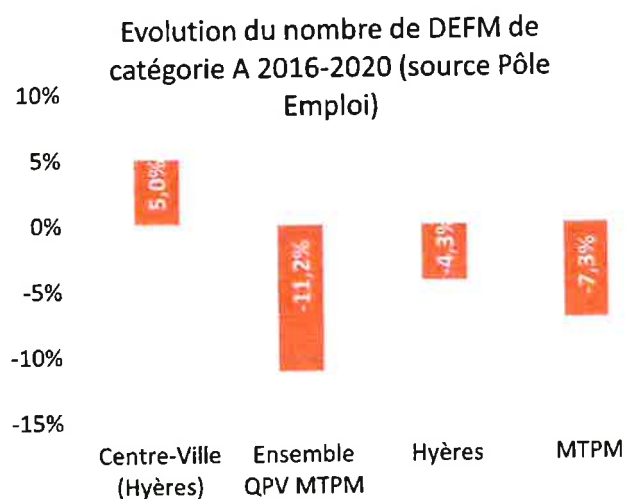 Evolution du nombre de DEFM de
catégorie A 2016-2020 (source Pôle
Emploi)
10%
5%
0%
-5%
-10%
-15%
5,0%
-11,2%
-4,3%
-7,3%
Centre-Ville
(Hyères)
Ensemble
QPV MTPM
Hyères
MTPM